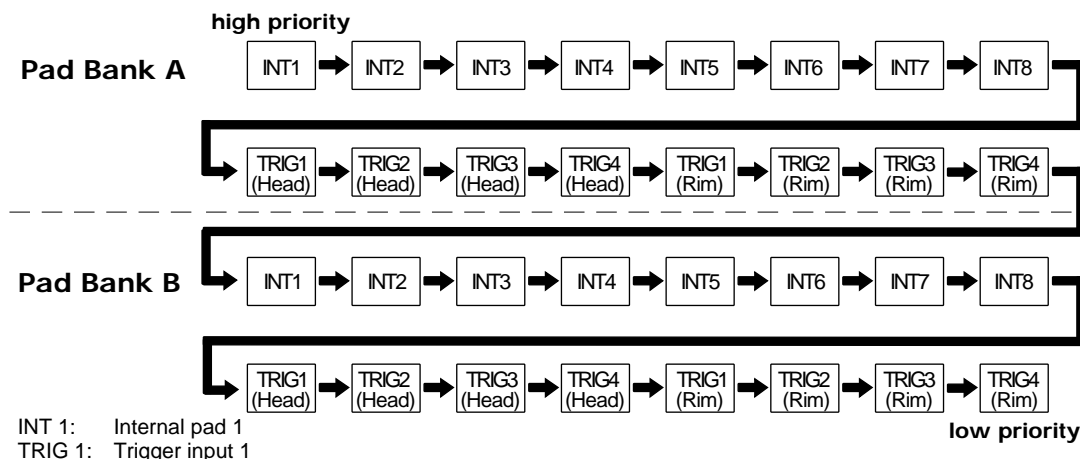 high priority
Pad Bank A
INT1 INT2 INT3 INT4 INT5 INT6 INT7 INT8
TRIG1 TRIG2 TRIG3 TRIG4 TRIG1 TRIG2 TRIG3 TRIG4
(Head) (Head) (Head) (Head) (Rim) (Rim) (Rim) (Rim)
Pad Bank B
INT1 INT2 INT3 INT4 INT5 INT6 INT7 INT8
TRIG1 TRIG2 TRIG3 TRIG4 TRIG1 TRIG2 TRIG3 TRIG4
(Head) (Head) (Head) (Head) (Rim) (Rim) (Rim) (Rim)
low priority
INT 1: Internal pad 1
TRIG 1: Trigger input 1